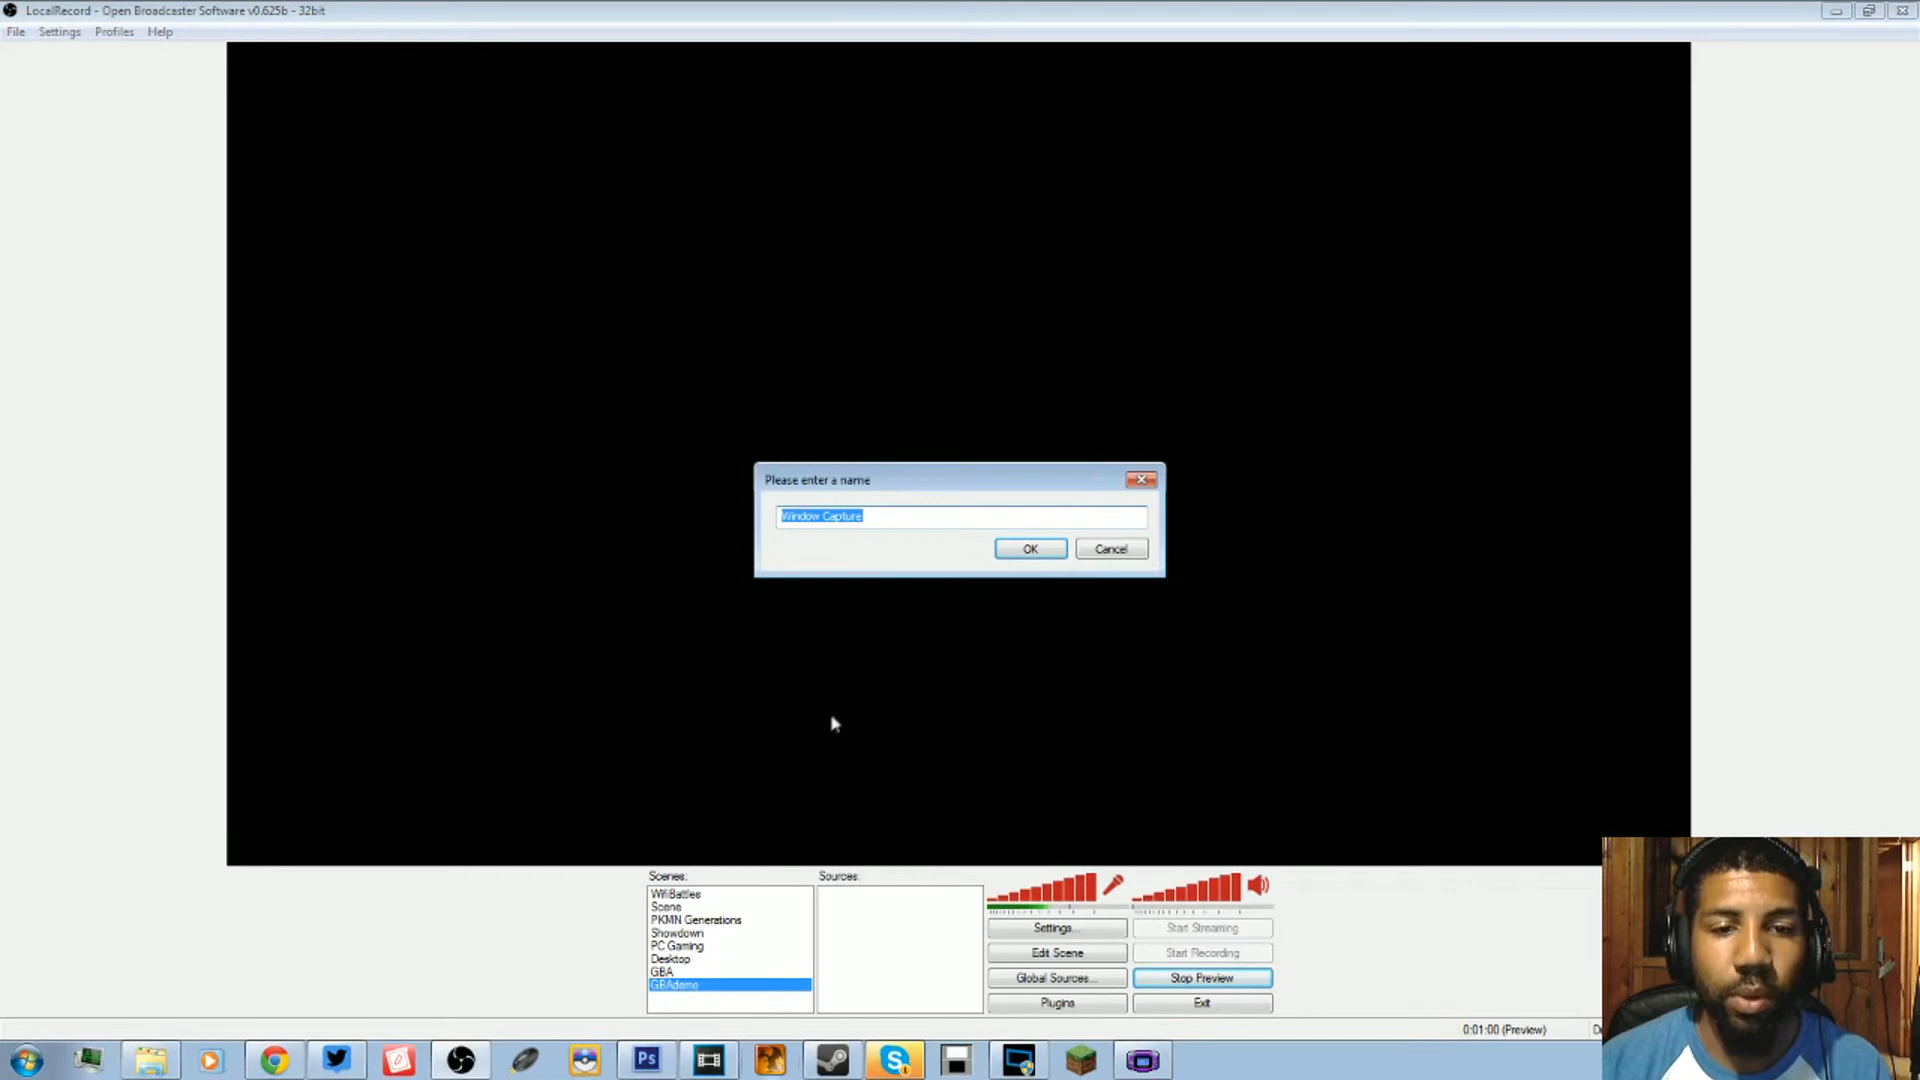 LocalRecord - Open Broadcaster Software v0.625b - 32bit
File Settings Profiles Help
Please enter a name
Window Capture
OK Cancel
Scenes: Sources:
WifiBattles
Scene
PKMN Generations
Showdown
PC Gaming
Desktop
GBA
GBAdemo
Settings... Start Streaming
Edit Scene Start Recording
Global Sources... Stop Preview
Plugins Exit
0:01:00 (Preview)
Ps